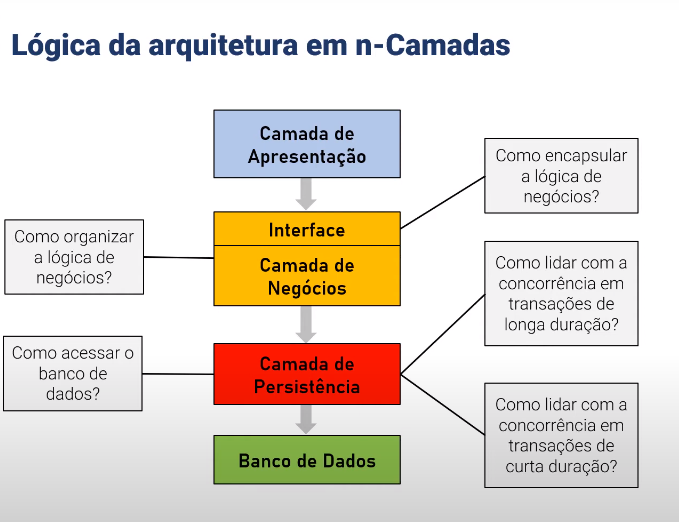 Lógica da arquitetura em n-Camadas
Camada de
Apresentação
Como encapsular
a lógica de
negócios?
Interface
Como organizar
a lógica de
negócios?
Camada de
Negócios
Como lidar com a
concorrência em
transações de
longa duração?
Como acessar o
banco de
dados?
Camada de
Persistência
Como lidar com a
concorrência em
transações de
curta duração?
Banco de Dados